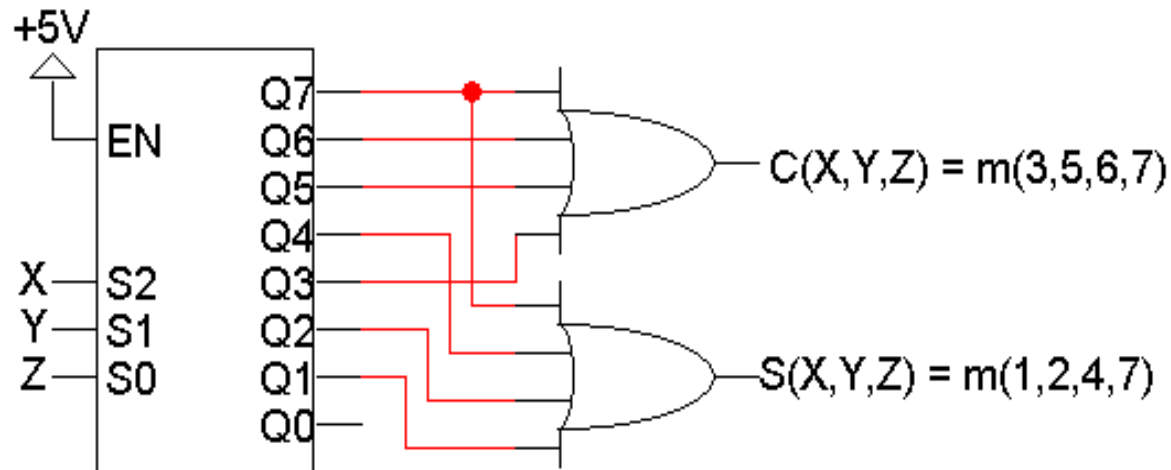 +5V
Q7
EN
Q6
Q5
C(X,Y,Z) = m(3,5,6,7)
Q4
X
S2
Q3
Y
S1
Q2
Z
S0
Q1
S(X,Y,Z) = m(1,2,4,7)
Q0